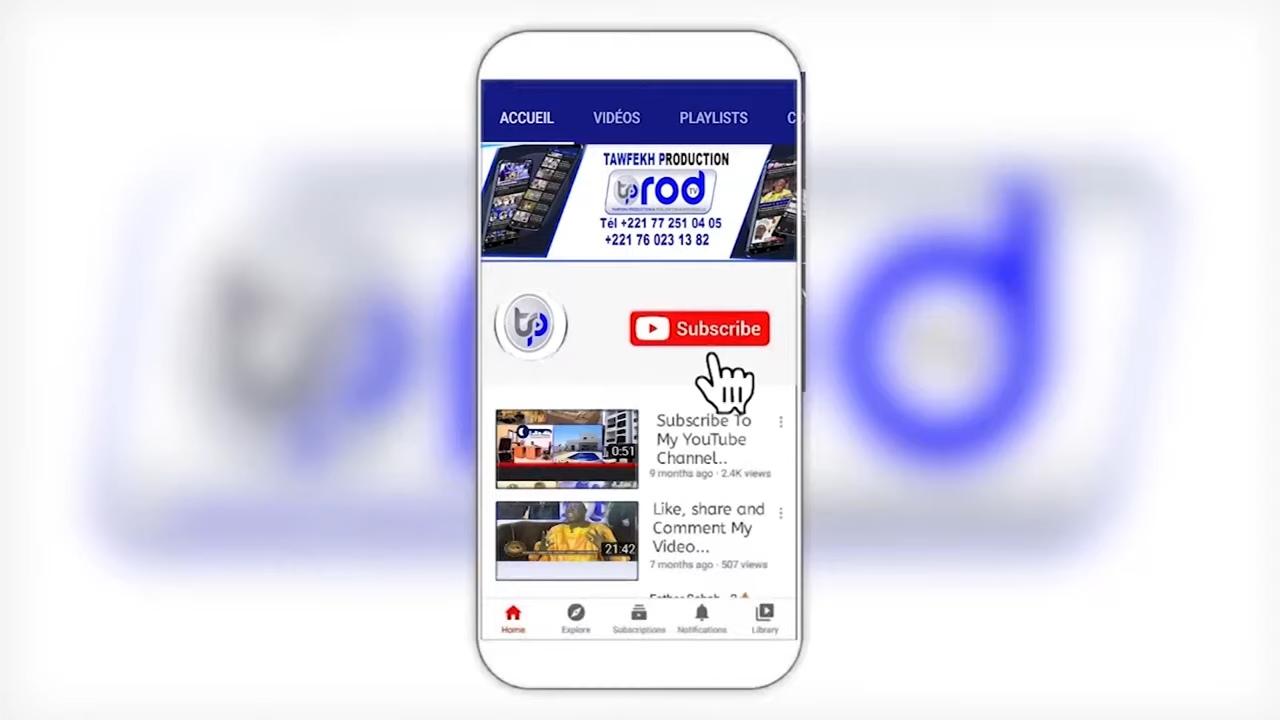 ACCUEIL VIDÉOS PLAYLISTS
TAWFEKH PRODUCTION
tprod TV
Tél +221 77 251 04 05
+221 76 023 13 82
tp
Subscribe
Subscribe To
My YouTube
Channel..
0:51
9 months ago · 2.4K views
Like, share and
Comment My
Video...
21:42
7 months ago · 507 views
Home Explore Subscriptions Notifications Library